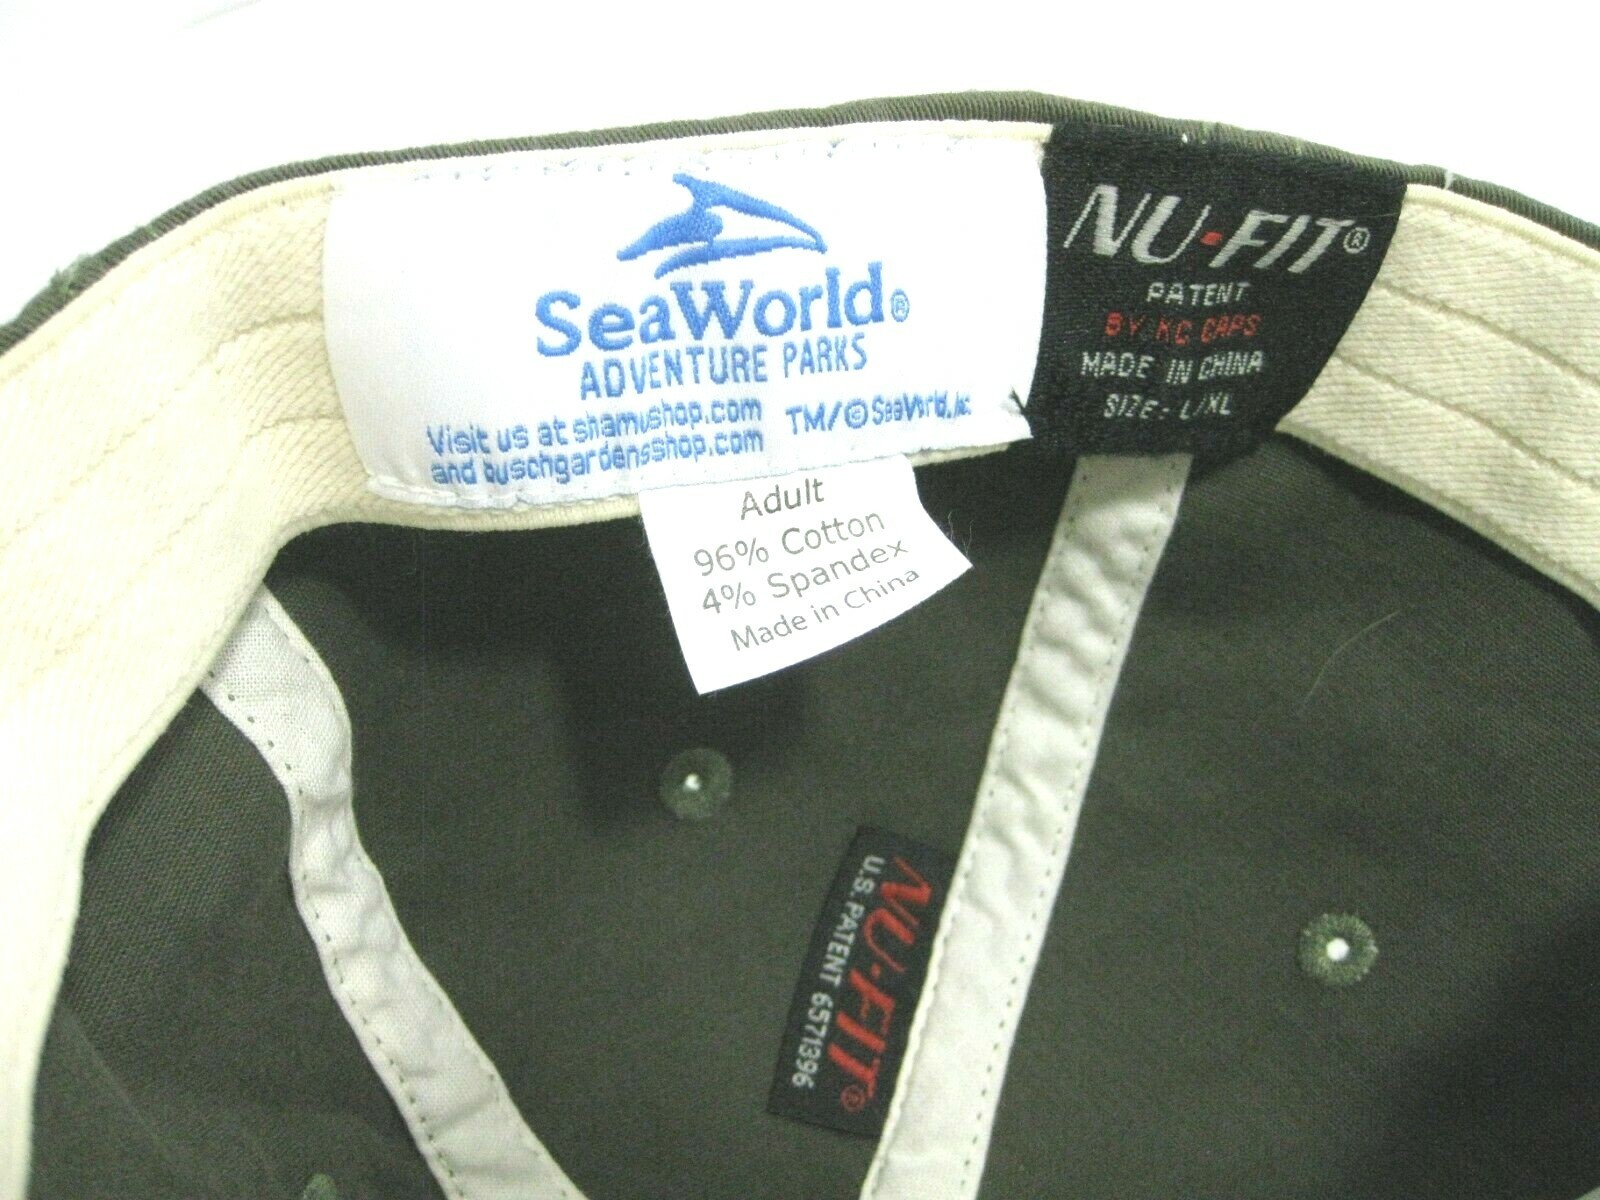 SeaWorld®
ADVENTURE PARKS
Visit us at shamushop.com
and buschgardensshop.com
TM/© SeaWorld, Inc.
NU-FIT®
PATENT
BY KC CAPS
MADE IN CHINA
SIZE- L/XL
Adult
96% Cotton
4% Spandex
Made in China
NU-FIT®
U.S. PATENT 6571396